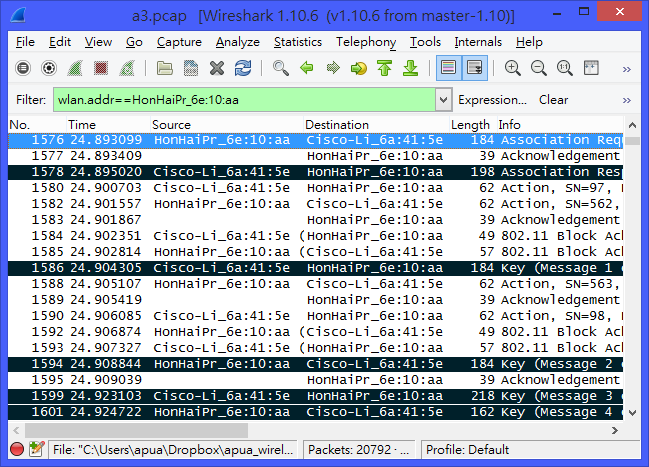 a3.pcap [Wireshark 1.10.6 (v1.10.6 from master-1.10)]
File Edit View Go Capture Analyze Statistics Telephony Tools Internals Help
Filter: wlan.addr==HonHaiPr_6e:10:aa Expression... Clear »
No. Time Source Destination Length Info
1576 24.893099 HonHaiPr_6e:10:aa Cisco-Li_6a:41:5e 184 Association Req
1577 24.893409 HonHaiPr_6e:10:aa 39 Acknowledgement
1578 24.895020 Cisco-Li_6a:41:5e HonHaiPr_6e:10:aa 198 Association Resp
1580 24.900703 Cisco-Li_6a:41:5e HonHaiPr_6e:10:aa 62 Action, SN=97,
1582 24.901557 HonHaiPr_6e:10:aa Cisco-Li_6a:41:5e 62 Action, SN=562,
1583 24.901867 HonHaiPr_6e:10:aa 39 Acknowledgement
1584 24.902351 Cisco-Li_6a:41:5e (HonHaiPr_6e:10:aa 49 802.11 Block Ack
1585 24.902814 HonHaiPr_6e:10:aa (Cisco-Li_6a:41:5e 57 802.11 Block Ack
1586 24.904305 Cisco-Li_6a:41:5e HonHaiPr_6e:10:aa 184 Key (Message 1
1588 24.905107 HonHaiPr_6e:10:aa Cisco-Li_6a:41:5e 62 Action, SN=563,
1589 24.905419 HonHaiPr_6e:10:aa 39 Acknowledgement
1590 24.906085 Cisco-Li_6a:41:5e HonHaiPr_6e:10:aa 62 Action, SN=98,
1592 24.906874 HonHaiPr_6e:10:aa (Cisco-Li_6a:41:5e 49 802.11 Block Ack
1593 24.907327 Cisco-Li_6a:41:5e (HonHaiPr_6e:10:aa 57 802.11 Block Ack
1594 24.908844 HonHaiPr_6e:10:aa Cisco-Li_6a:41:5e 184 Key (Message 2
1595 24.909039 HonHaiPr_6e:10:aa 39 Acknowledgement
1599 24.923103 Cisco-Li_6a:41:5e HonHaiPr_6e:10:aa 218 Key (Message 3
1601 24.924722 HonHaiPr_6e:10:aa Cisco-Li_6a:41:5e 162 Key (Message 4
File: "C:\Users\apua\Dropbox\apua_wirel... Packets: 20792 · ... Profile: Default